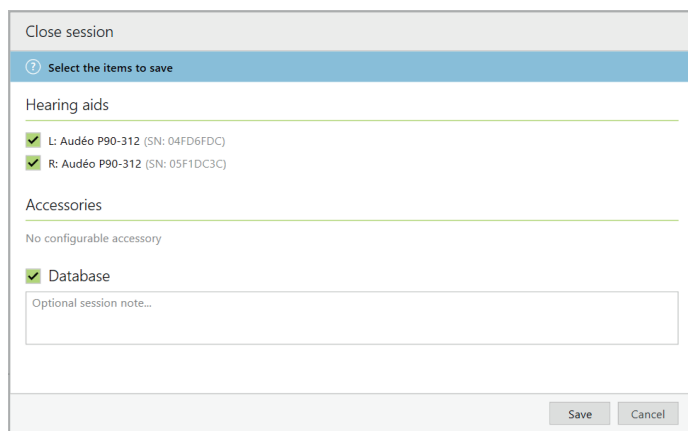 Close session
? Select the items to save
Hearing aids
L: Audéo P90-312 (SN: 04FD6FDC)
R: Audéo P90-312 (SN: 05F1DC3C)
Accessories
No configurable accessory
Database
Optional session note...
Save Cancel